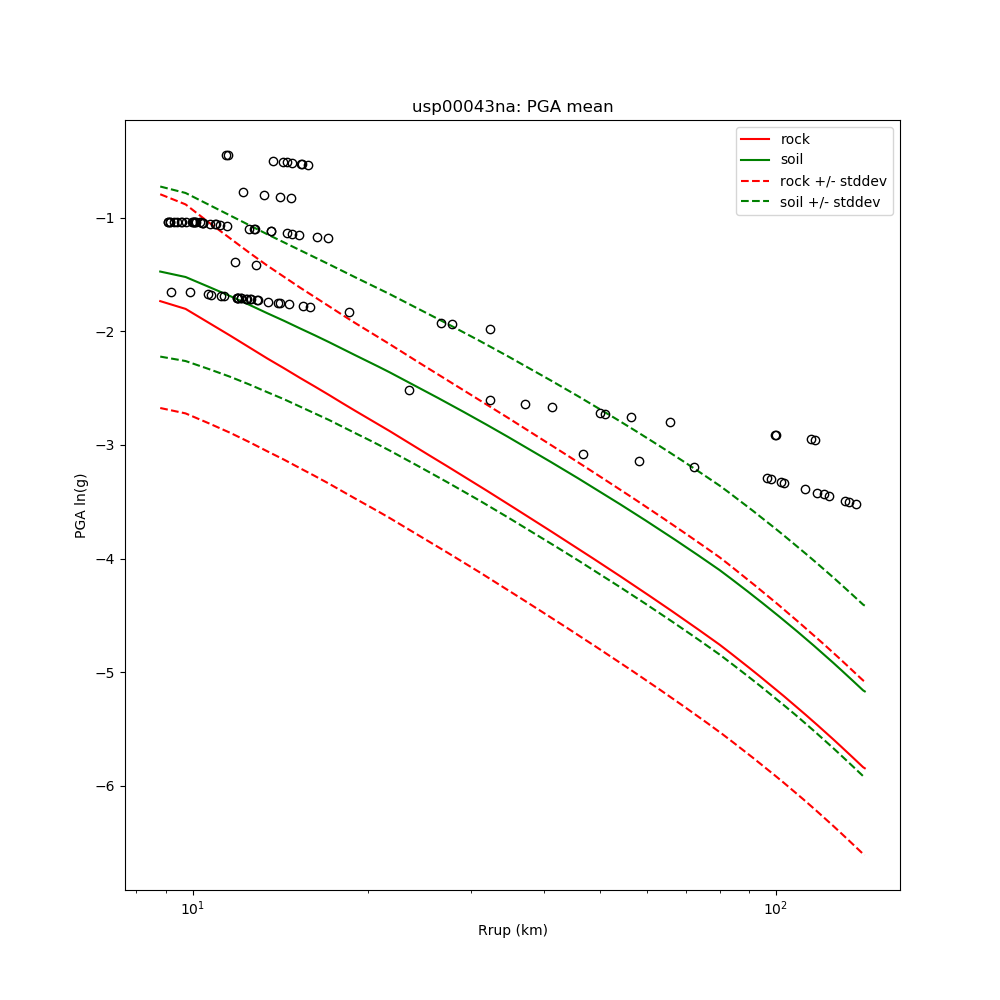 usp00043na: PGA mean
rock
soil
rock +/- stddev
soil +/- stddev
−1
−2
−3
−4
−5
−6
PGA ln(g)
10¹
10²
Rrup (km)